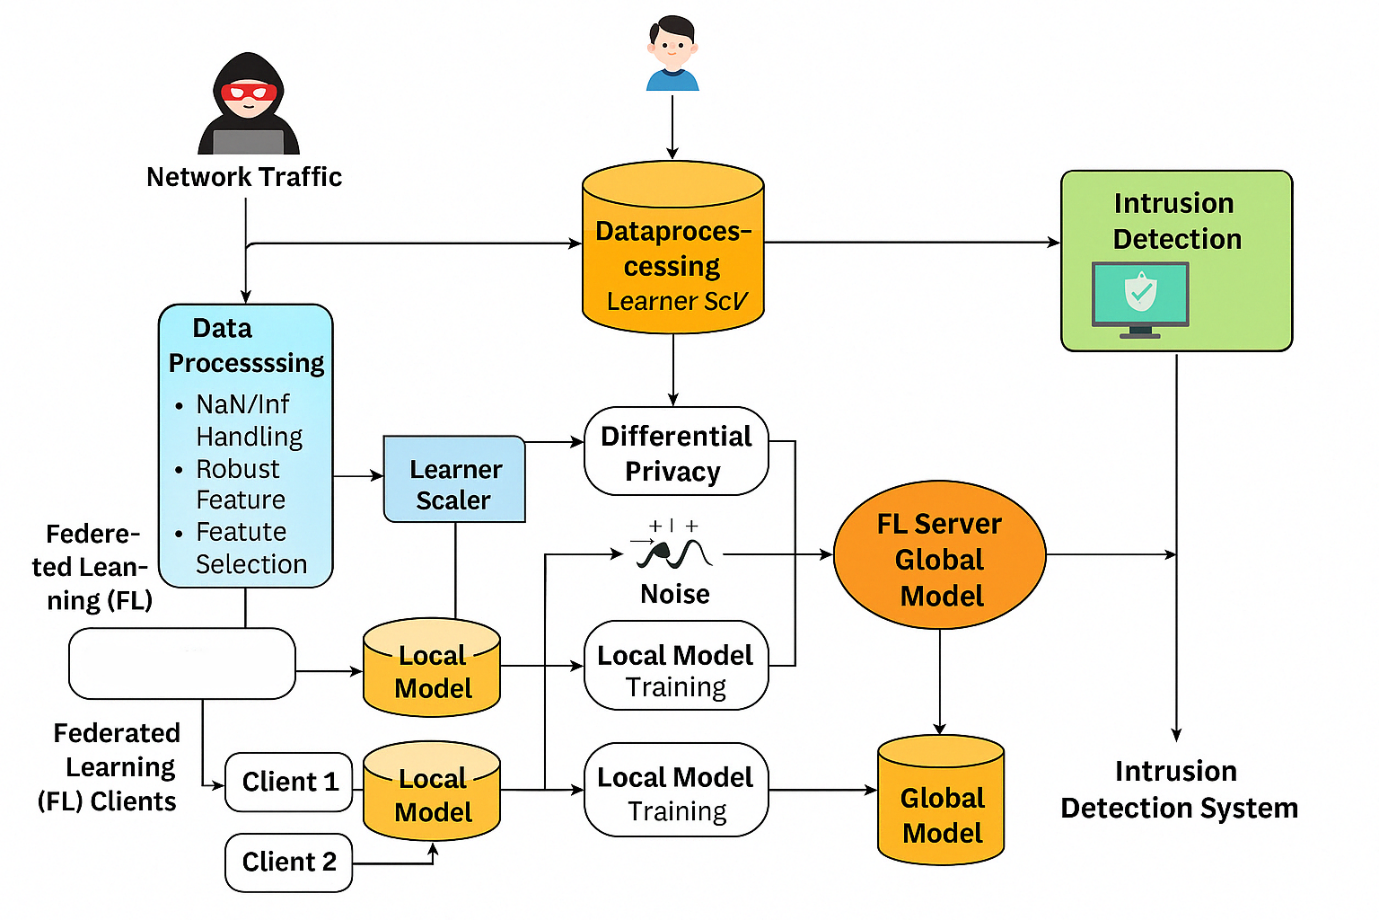 Network Traffic
Dataproces-
cessing
Learner ScV
Intrusion
Detection
Data
Processssing
• NaN/Inf
Handling
• Robust
Feature
• Featute
Selection
Learner
Scaler
Differential
Privacy
+ I +
Noise
FL Server
Global
Model
Federe-
ted Lean-
ning (FL)
Local
Model
Local Model
Training
Federated
Learning
(FL) Clients
Client 1
Local
Model
Local Model
Training
Client 2
Global
Model
Intrusion
Detection System